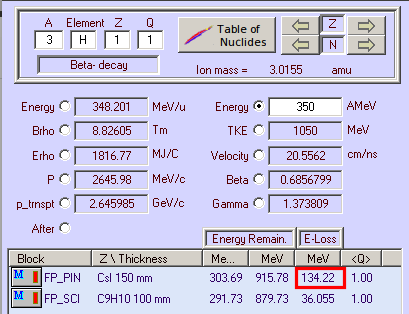 A Element Z Q
3 H 1 1
Table of Nuclides
Z
N
Beta- decay
Ion mass = 3.0155 amu
Energy 348.201 MeV/u Energy 350 AMeV
Brho 8.82605 Tm TKE 1050 MeV
Erho 1816.77 MJ/C Velocity 20.5562 cm/ns
P 2645.98 MeV/c Beta 0.6856799
p_trnspt 2.645985 GeV/c Gamma 1.373809
After
Energy Remain. E-Loss
Block Z \ Thickness Me... MeV MeV <Q>
M FP_PIN CsI 150 mm 303.69 915.78 134.22 1.00
M FP_SCI C9H10 100 mm 291.73 879.73 36.055 1.00